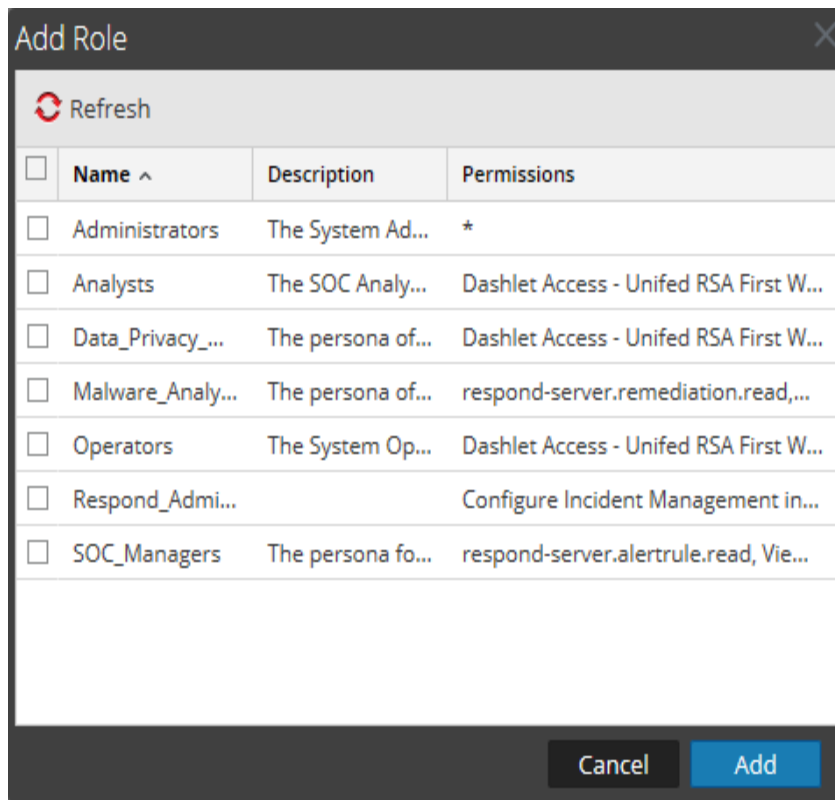 Add Role
Refresh
Name Description Permissions
Administrators The System Ad... *
Analysts The SOC Analy... Dashlet Access - Unifed RSA First W...
Data_Privacy_... The persona of... Dashlet Access - Unifed RSA First W...
Malware_Analy... The persona of... respond-server.remediation.read,...
Operators The System Op... Dashlet Access - Unifed RSA First W...
Respond_Admi... Configure Incident Management in...
SOC_Managers The persona fo... respond-server.alertrule.read, Vie...
Cancel Add